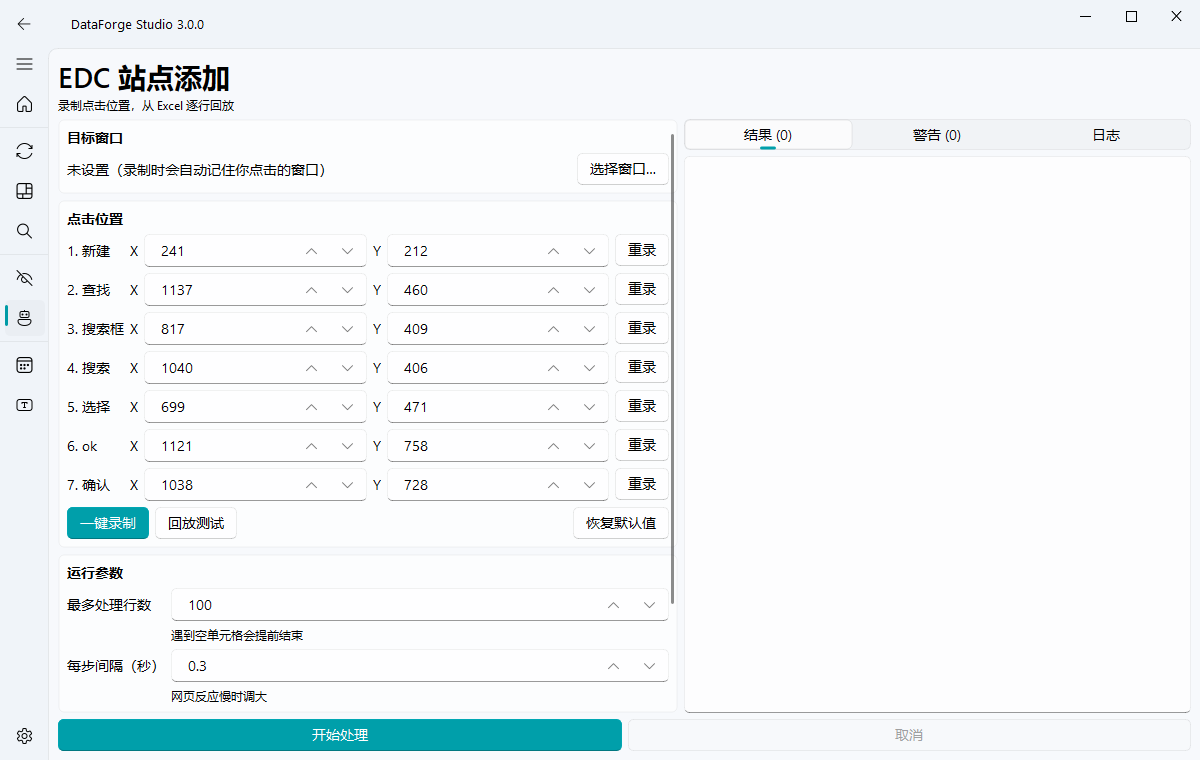 DataForge Studio 3.0.0
EDC 站点添加
录制点击位置，从 Excel 逐行回放
目标窗口
未设置（录制时会自动记住你点击的窗口）
选择窗口...
点击位置
1. 新建 X 241 Y 212 重录
2. 查找 X 1137 Y 460 重录
3. 搜索框 X 817 Y 409 重录
4. 搜索 X 1040 Y 406 重录
5. 选择 X 699 Y 471 重录
6. ok X 1121 Y 758 重录
7. 确认 X 1038 Y 728 重录
一键录制 回放测试 恢复默认值
运行参数
最多处理行数 100
遇到空单元格会提前结束
每步间隔（秒） 0.3
网页反应慢时调大
结果 (0) 警告 (0) 日志
开始处理 取消